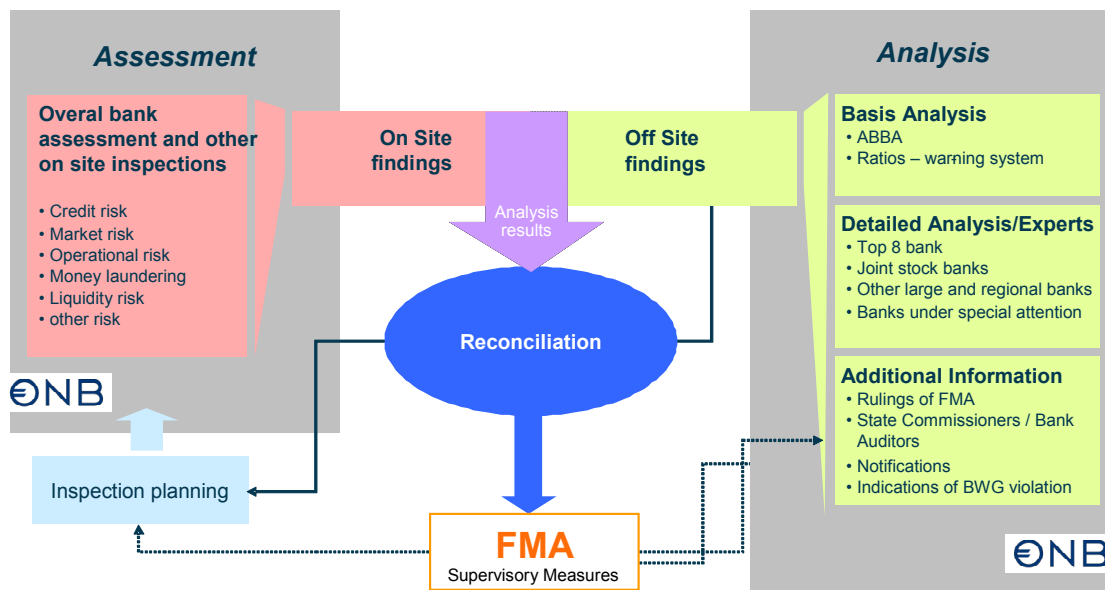 Assessment
Overal bank
assessment and other
on site inspections
• Credit risk
• Market risk
• Operational risk
• Money laundering
• Liquidity risk
• other risk
ONB
Inspection planning
On Site
findings
Off Site
findings
Analysis
results
Reconciliation
FMA
Supervisory Measures
Analysis
Basis Analysis
• ABBA
• Ratios – warning system
Detailed Analysis/Experts
• Top 8 bank
• Joint stock banks
• Other large and regional banks
• Banks under special attention
Additional Information
• Rulings of FMA
• State Commissioners / Bank
Auditors
• Notifications
• Indications of BWG violation
ONB